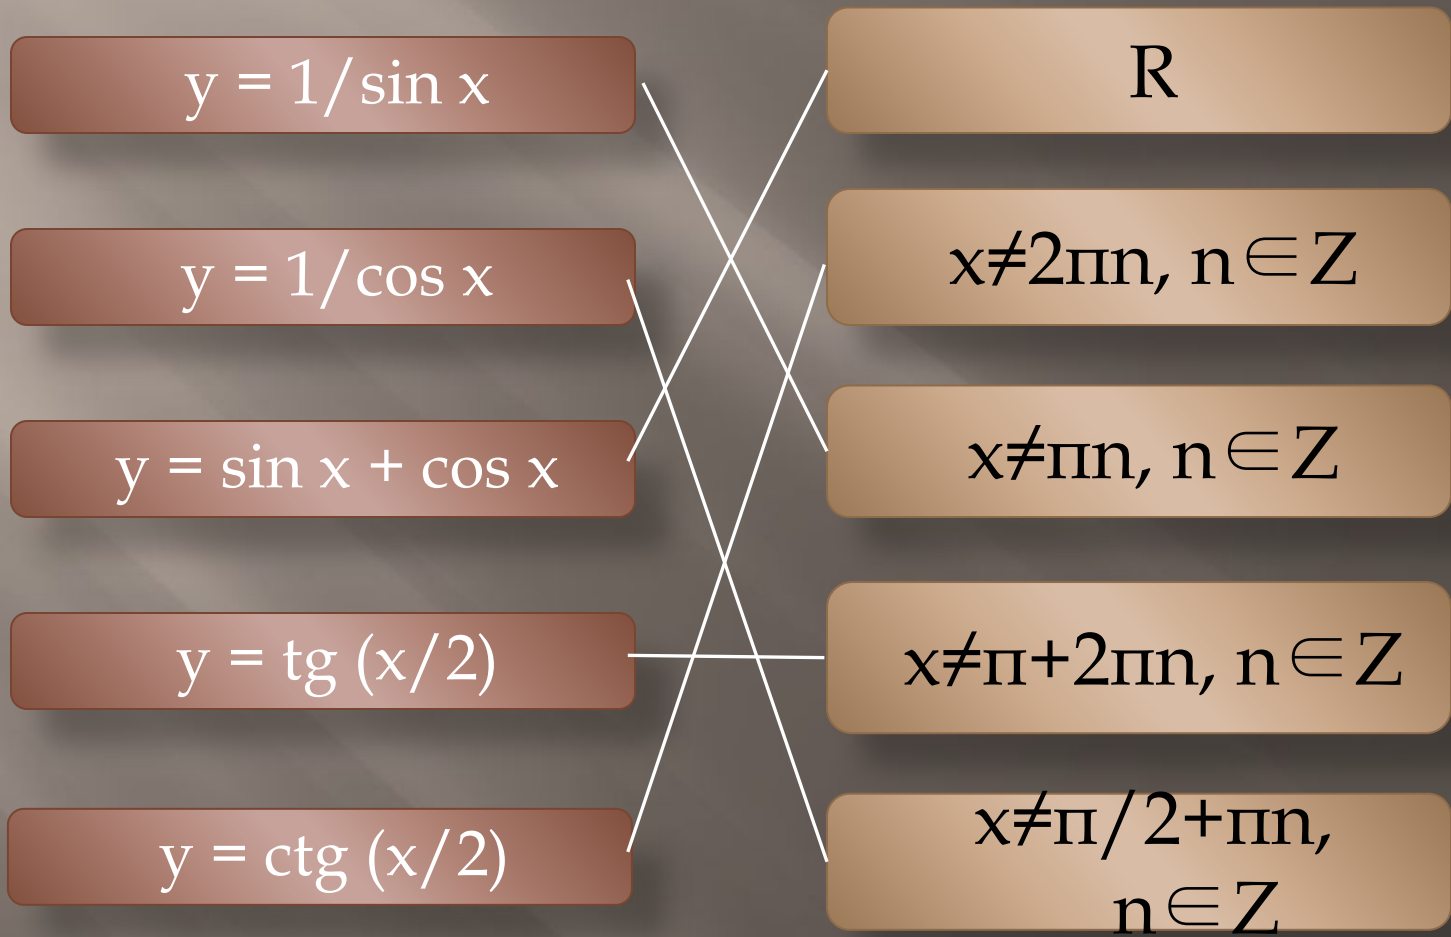 y = 1/sin x
y = 1/cos x
y = sin x + cos x
y = tg (x/2)
y = ctg (x/2)
R
x≠2πn, n∈Z
x≠πn, n∈Z
x≠π+2πn, n∈Z
x≠π/2+πn,
n∈Z